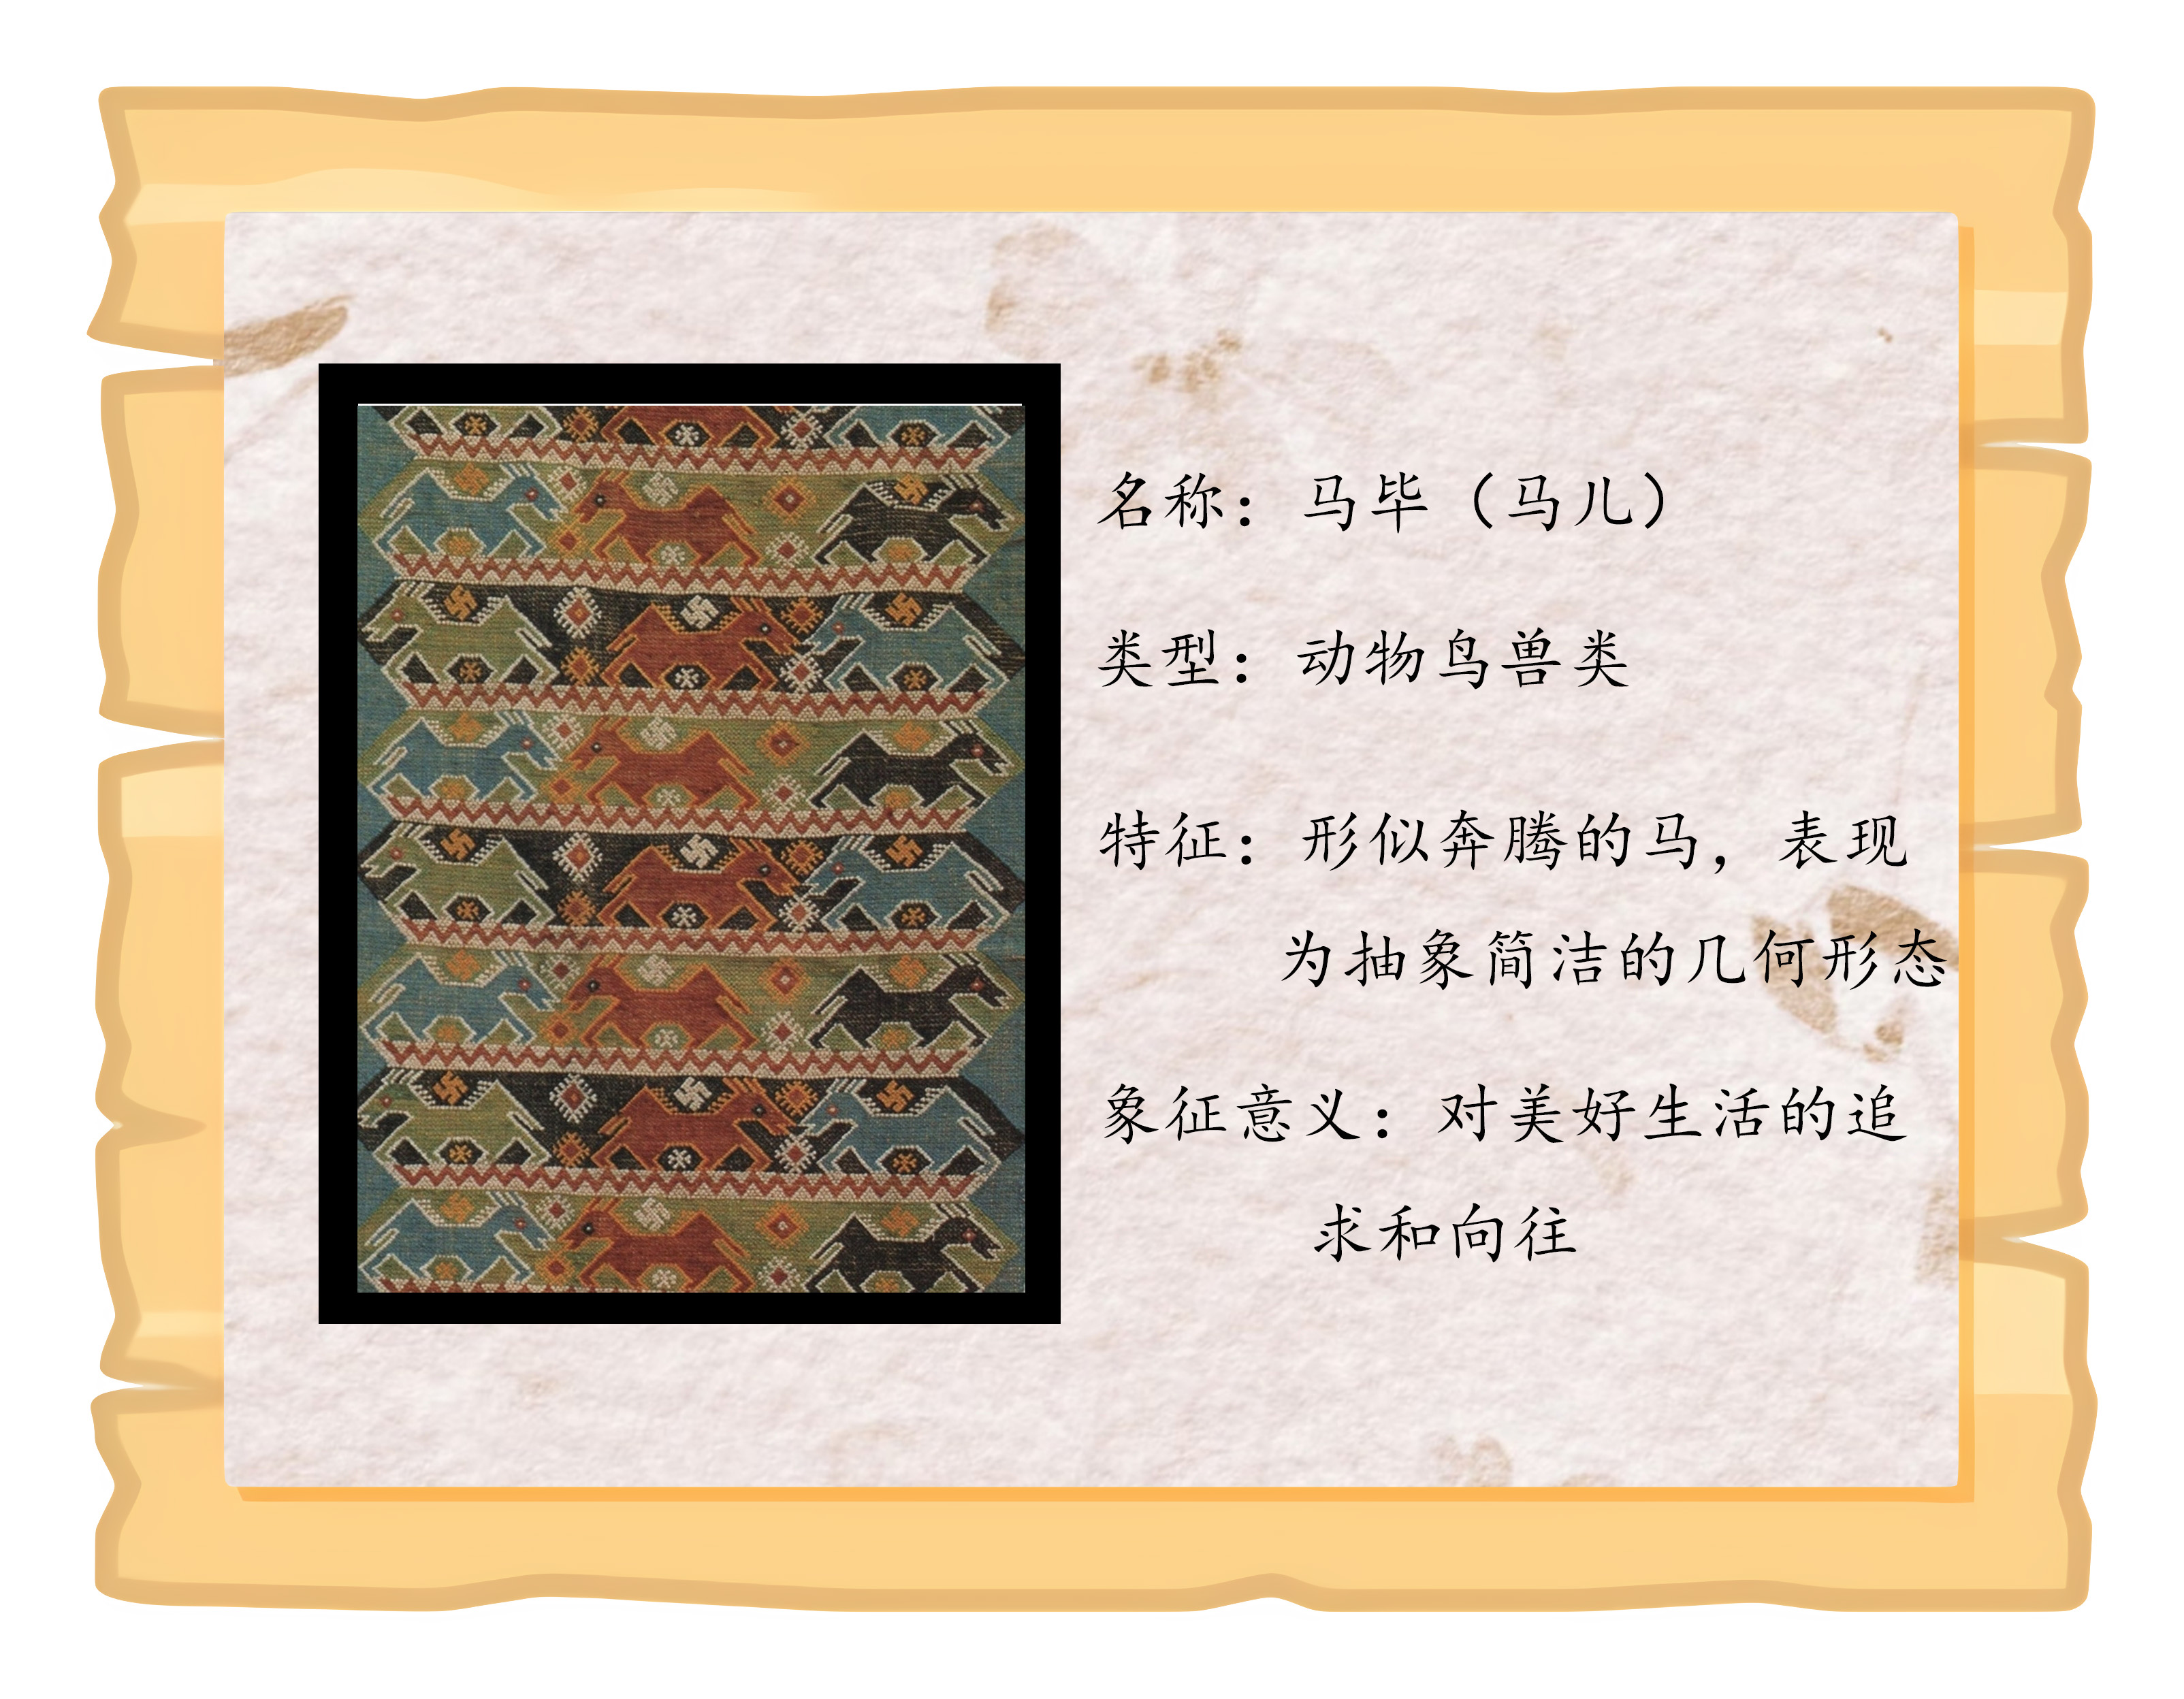 名称：马毕（马儿）
类型：动物鸟兽类
特征：形似奔腾的马，表现
为抽象简洁的几何形态
象征意义：对美好生活的追
求和向往